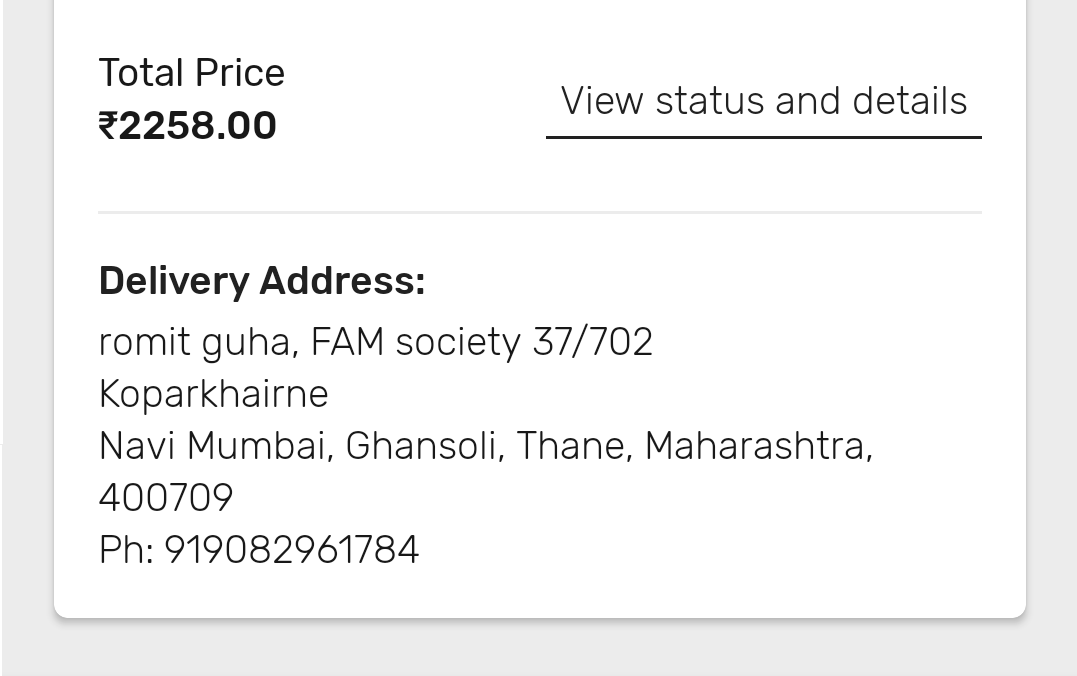 Total Price
₹2258.00
View status and details
Delivery Address:
romit guha, FAM society 37/702
Koparkhairne
Navi Mumbai, Ghansoli, Thane, Maharashtra,
400709
Ph: 919082961784